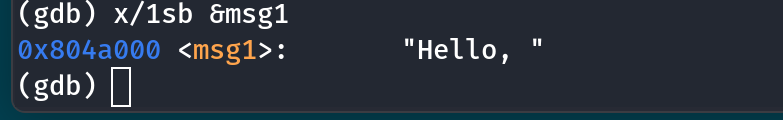 (gdb) x/1sb &msg1
0x804a000 <msg1>:       "Hello, "
(gdb)